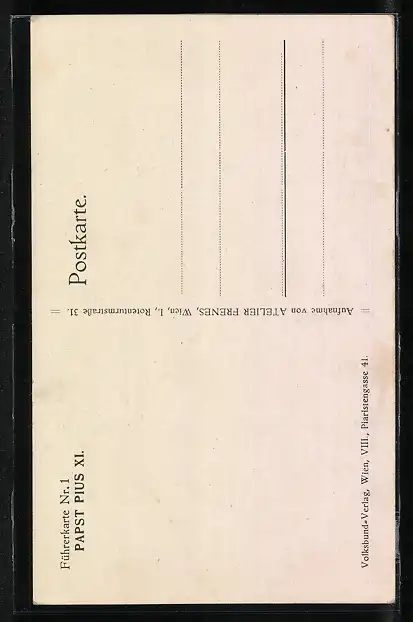 Führerkarte Nr. 1
PAPST PIUS XI.
Postkarte.
= Aufnahme von ATELIER FRENES, Wien, I., Rotenturmstraße 31. =
Volksbund=Verlag, Wien, VIII., Piaristengasse 41.